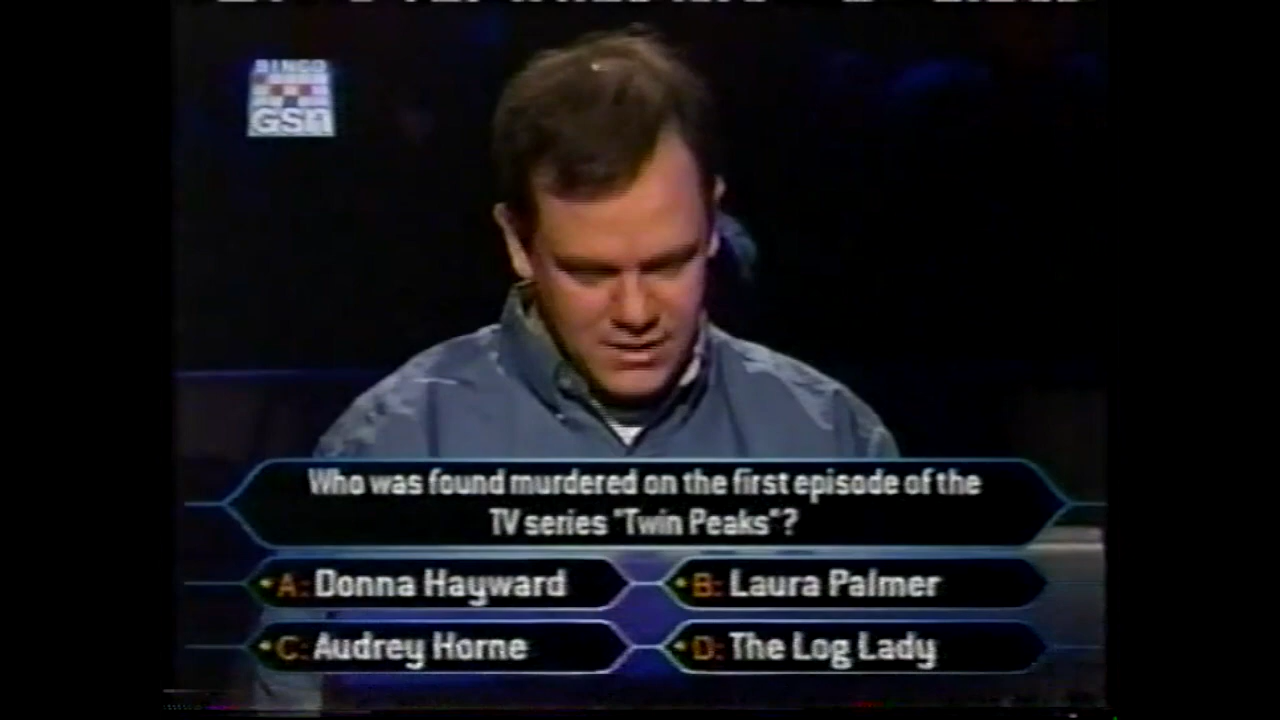 BINGO
GSN
Who was found murdered on the first episode of the
TV series "Twin Peaks"?
A: Donna Hayward
B: Laura Palmer
C: Audrey Horne
D: The Log Lady